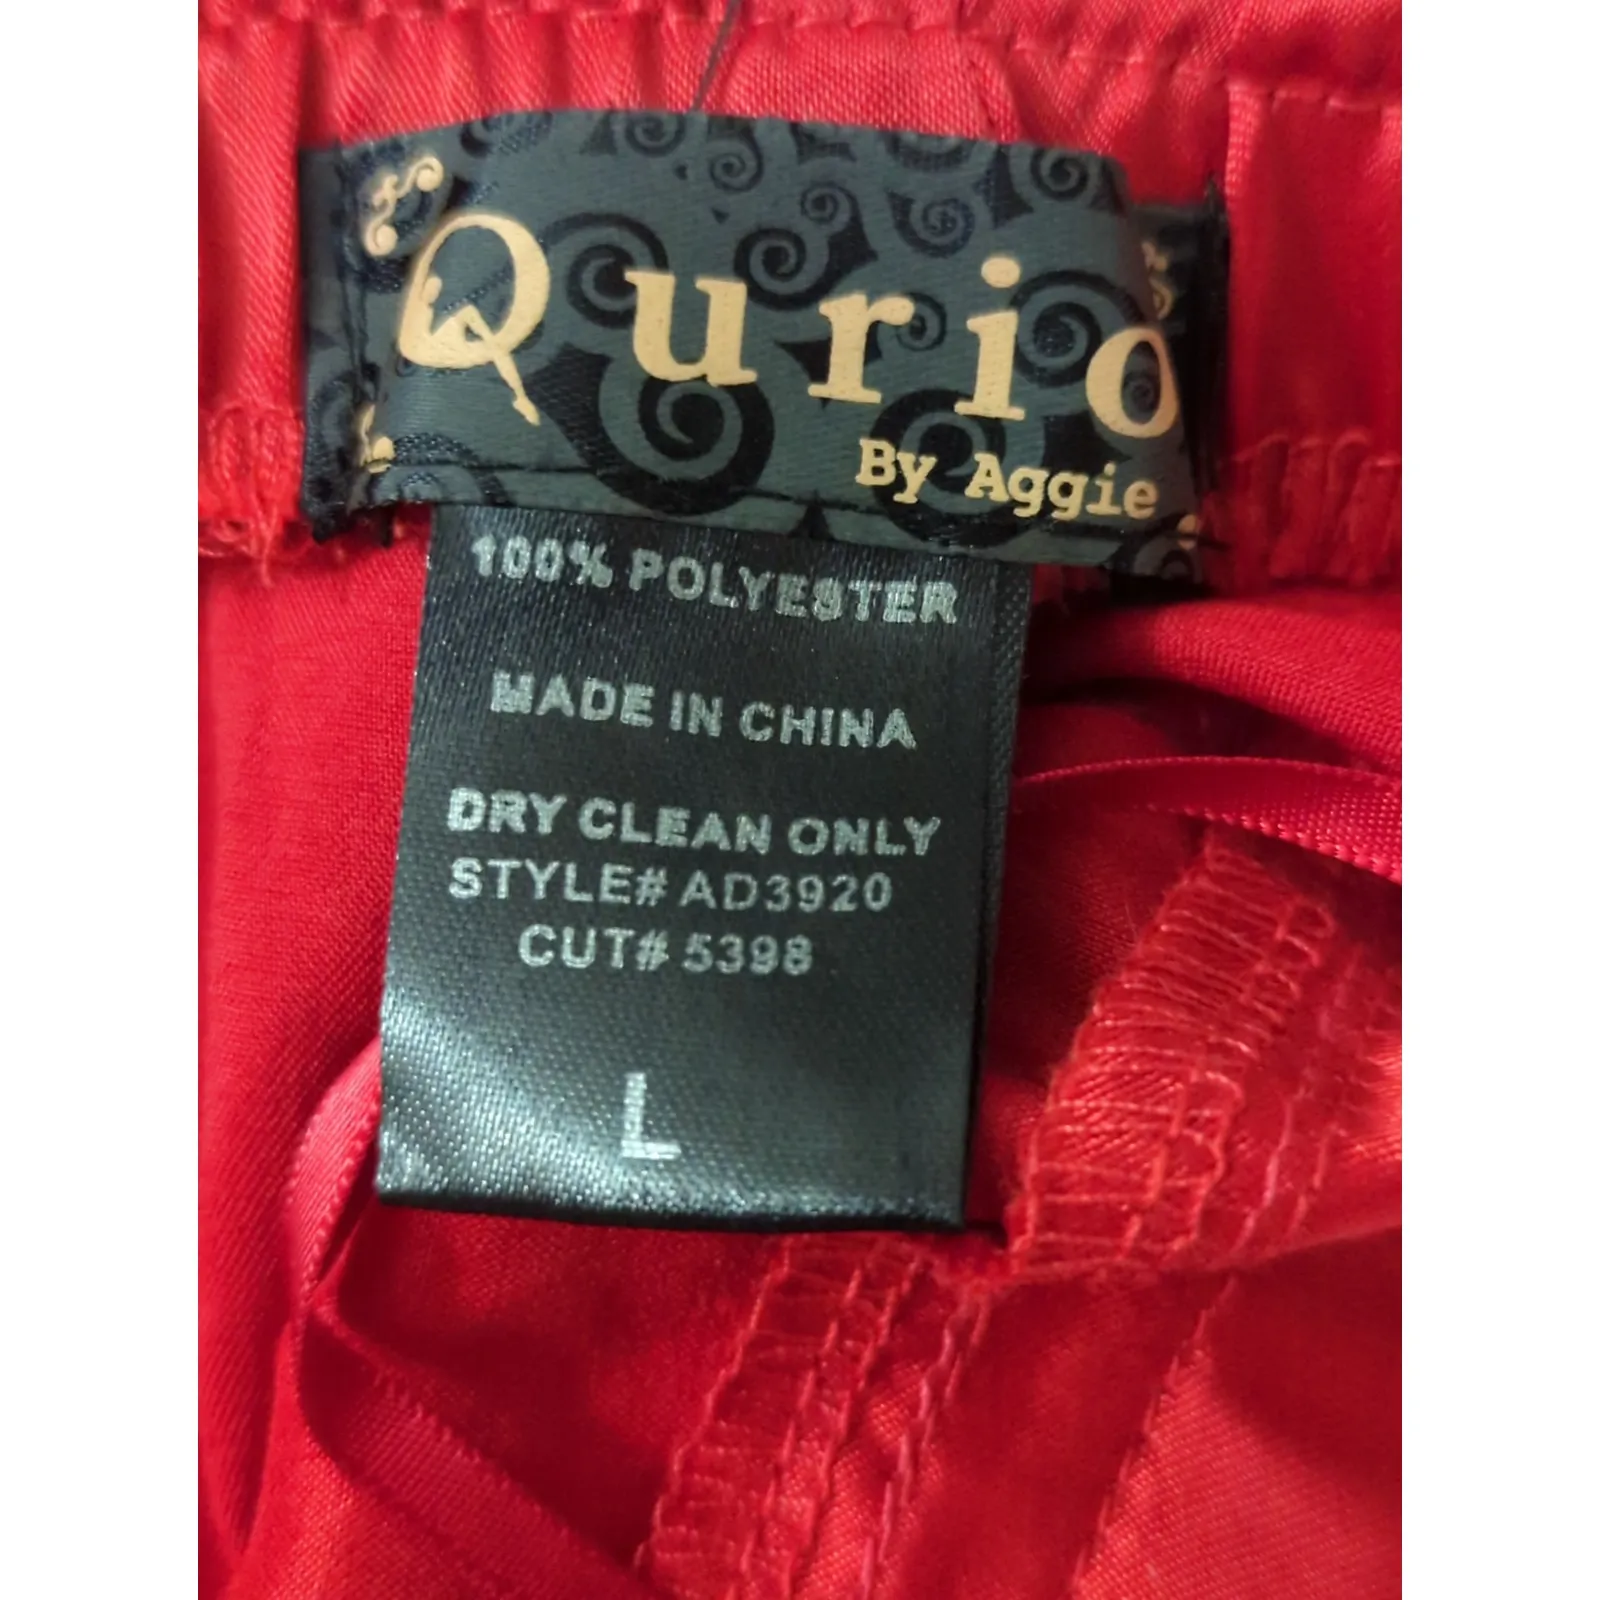 Qurio
By Aggie
100% POLYESTER
MADE IN CHINA
DRY CLEAN ONLY
STYLE# AD3920
CUT# 5398
L